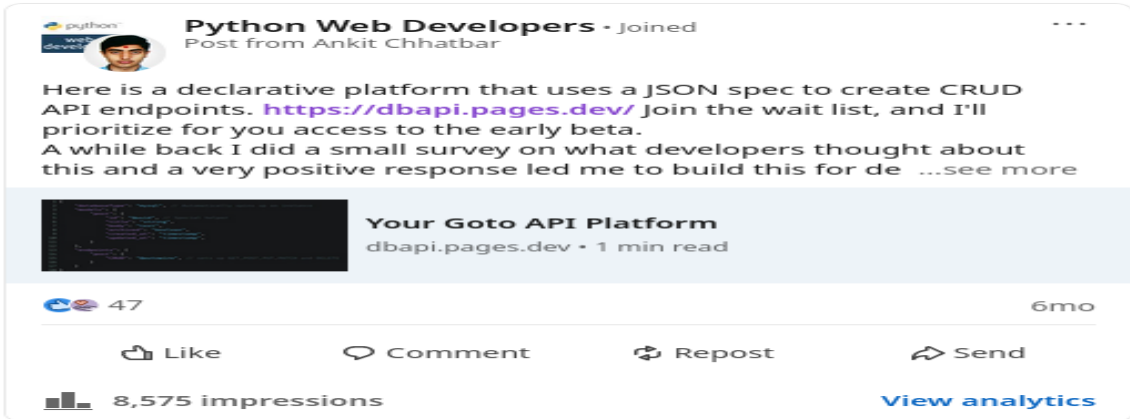 python
web
devel
Python Web Developers • Joined
Post from Ankit Chhatbar
Here is a declarative platform that uses a JSON spec to create CRUD
API endpoints. https://dbapi.pages.dev/ Join the wait list, and I'll
prioritize for you access to the early beta.
A while back I did a small survey on what developers thought about
this and a very positive response led me to build this for de ...see more
Your Goto API Platform
dbapi.pages.dev • 1 min read
47
6mo
Like Comment Repost Send
8,575 impressions
View analytics